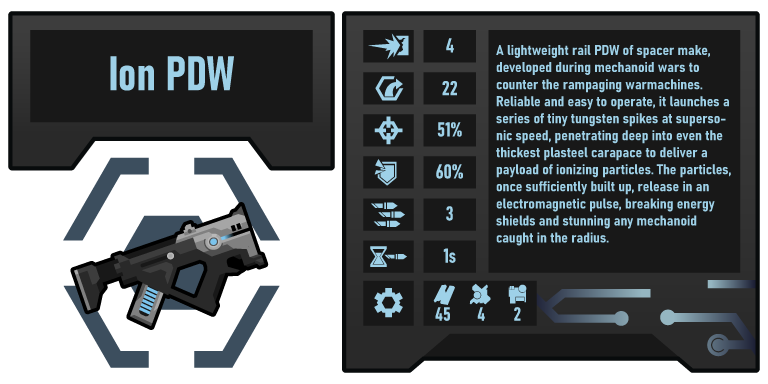 Ion PDW
4
22
51%
60%
3
1s
45 4 2
A lightweight rail PDW of spacer make,
developed during mechanoid wars to
counter the rampaging warmachines.
Reliable and easy to operate, it launches a
series of tiny tungsten spikes at superso-
nic speed, penetrating deep into even the
thickest plasteel carapace to deliver a
payload of ionizing particles. The particles,
once sufficiently built up, release in an
electromagnetic pulse, breaking energy
shields and stunning any mechanoid
caught in the radius.